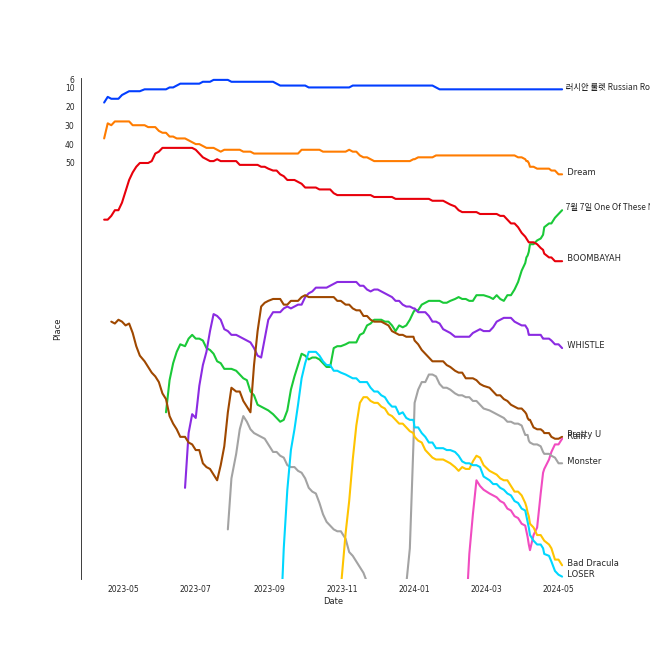 6
10
20
30
40
50
Place
러시안 룰렛 Russian Ro
Dream
7월 7일 One Of These N
BOOMBAYAH
WHISTLE
Pretty U
Monster
Bad Dracula
LOSER
2023-05
2023-07
2023-09
2023-11
2024-01
2024-03
2024-05
Date